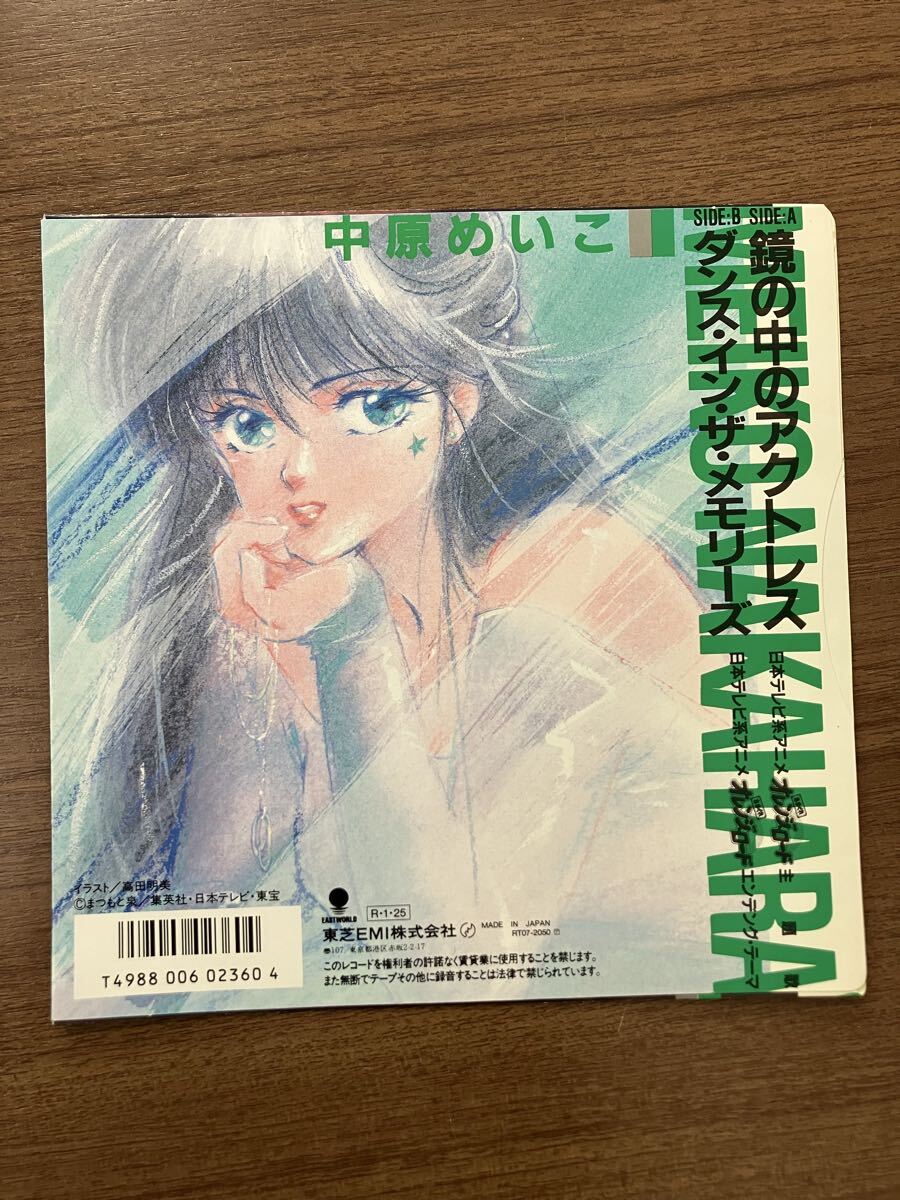 中原めいこ
SIDE:A
鏡の中のアクトレス
日本テレビ系アニメ
オレンジロード
主題歌
SIDE:B
ダンス・イン・ザ・メモリーズ
日本テレビ系アニメ
オレンジロード
エンディング・テーマ
MEIKO NAKAHARA
MEIKO NAKAHARA
イラスト／高田明美
©まつもと泉／集英社・日本テレビ・東宝
T4988 006 02360 4
EASTWORLD
R・1・25
東芝EMI株式会社
MADE IN JAPAN
RT07-2050
〒107, 東京都港区赤坂2-2-17
このレコードを権利者の許諾なく賃貸業に使用することを禁じます。
また無断でテープその他に録音することは法律で禁じられています。